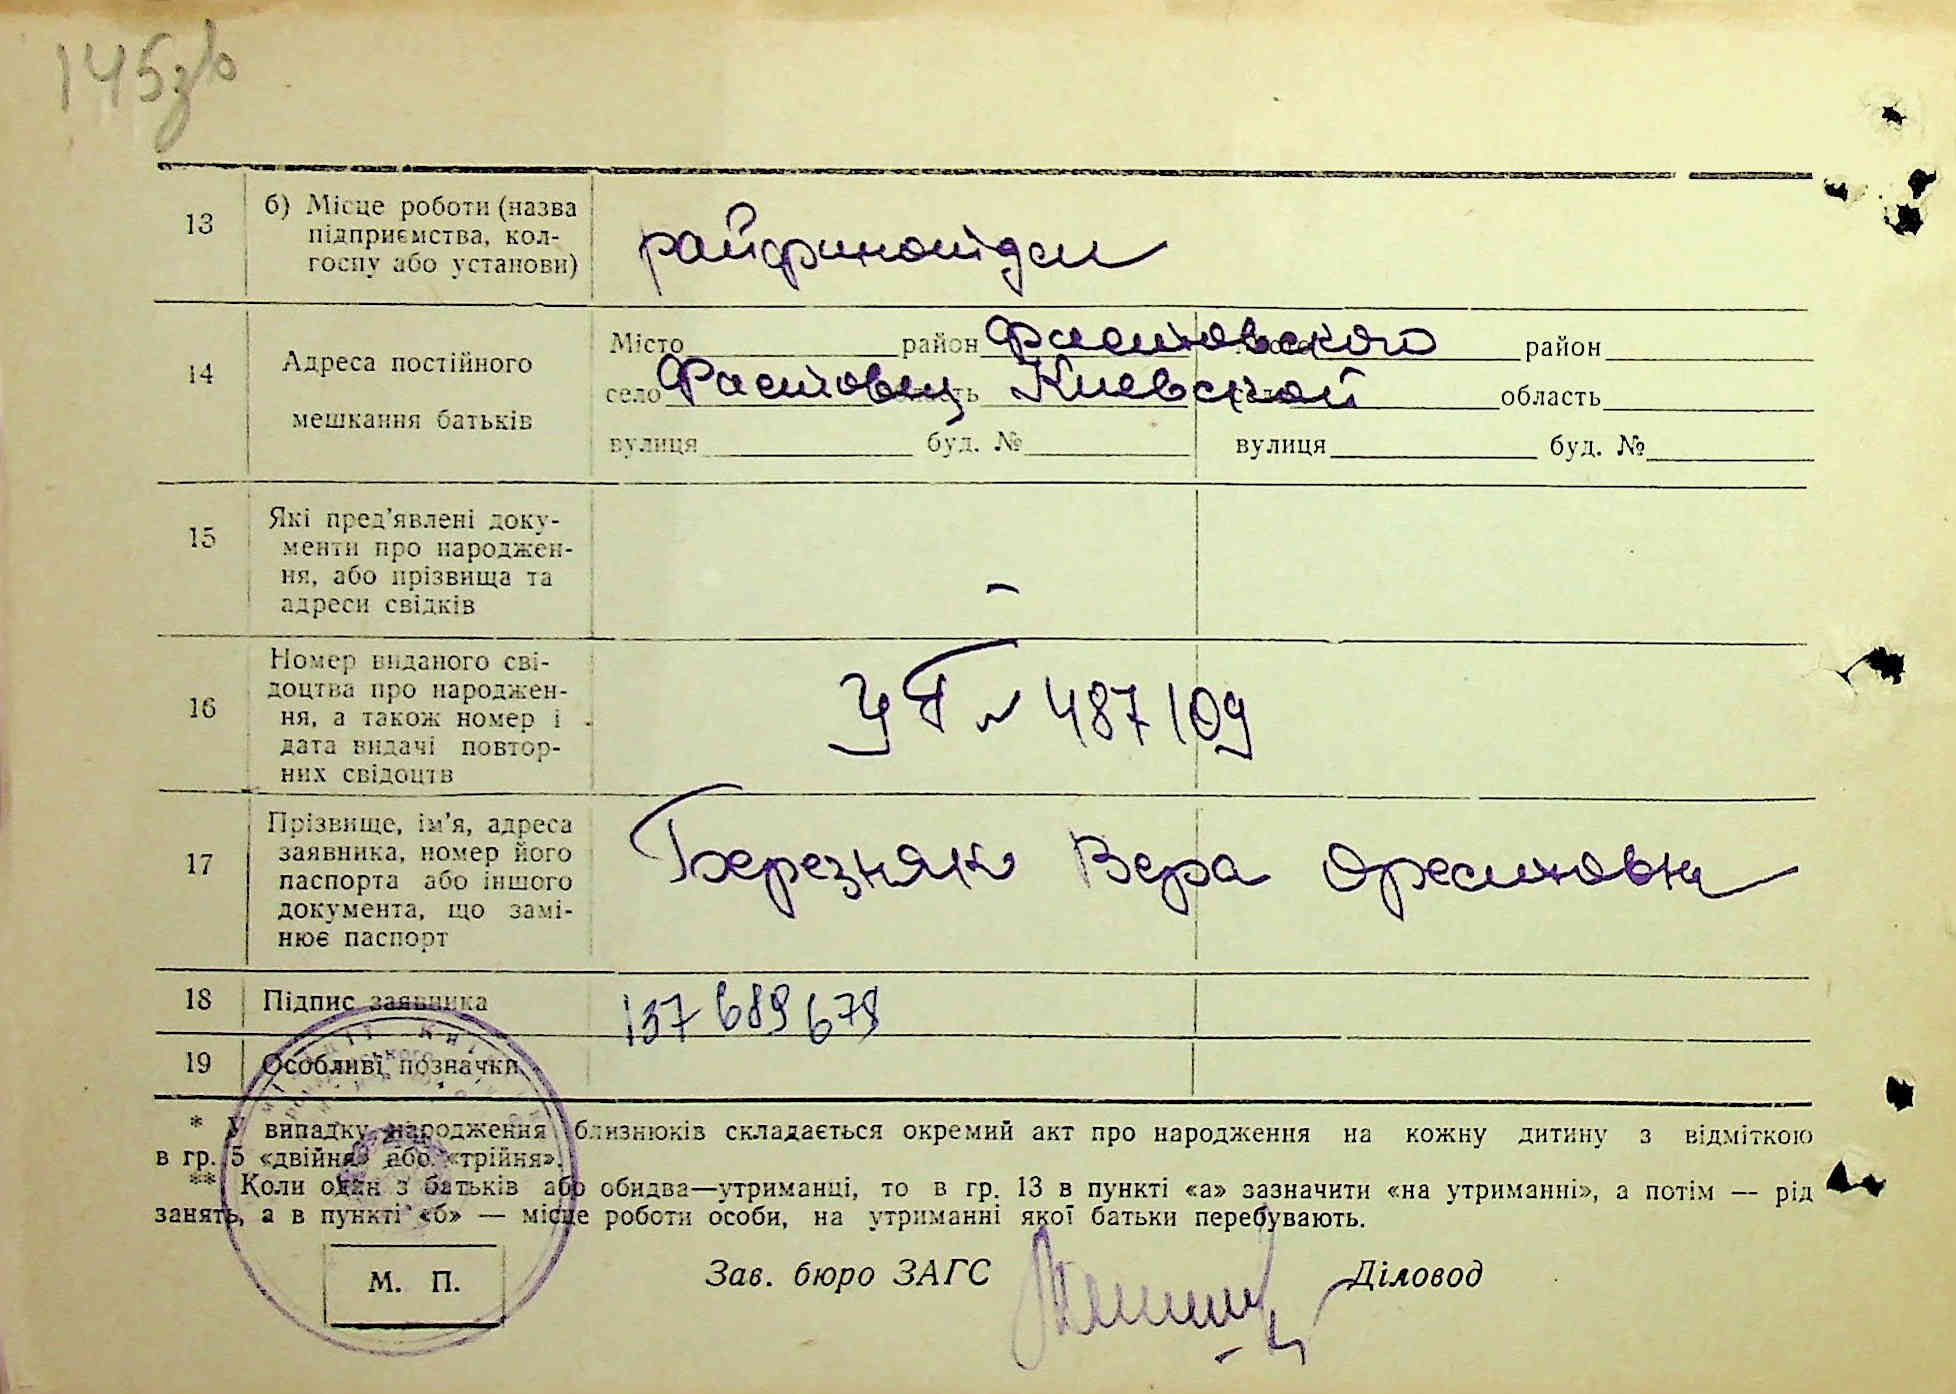 145зв
13
б) Місце роботи (назва
підприємства, кол-
госпу або установи)
14
Адреса постійного
мешкання батьків
Місто район Фастовского район
село Фастовец Киевской область
вулиця буд. № вулиця буд. №
15
Які пред'явлені доку-
менти про народжен-
ня, або прізвища та
адреси свідків
–
16
Номер виданого сві-
доцтва про народжен-
ня, а також номер і
дата видачі повтор-
них свідоцтв
№ 487109
17
Прізвище, ім'я, адреса
заявника, номер його
паспорта або іншого
документа, що замі-
нює паспорт
Березняк Вера Орестовна
18 Підпис заявника
137 689 679
19 Особливі позначки
* У випадку народження близнюків складається окремий акт про народження на кожну дитину з відміткою
в гр. 5 «двійня» або «трійня».
** Коли один з батьків або обидва—утриманці, то в гр. 13 в пункті «а» зазначити «на утриманні», а потім — рід
занять, а в пункті «б» — місце роботи особи, на утриманні якої батьки перебувають.
М. П.
Зав. бюро ЗАГС Діловод